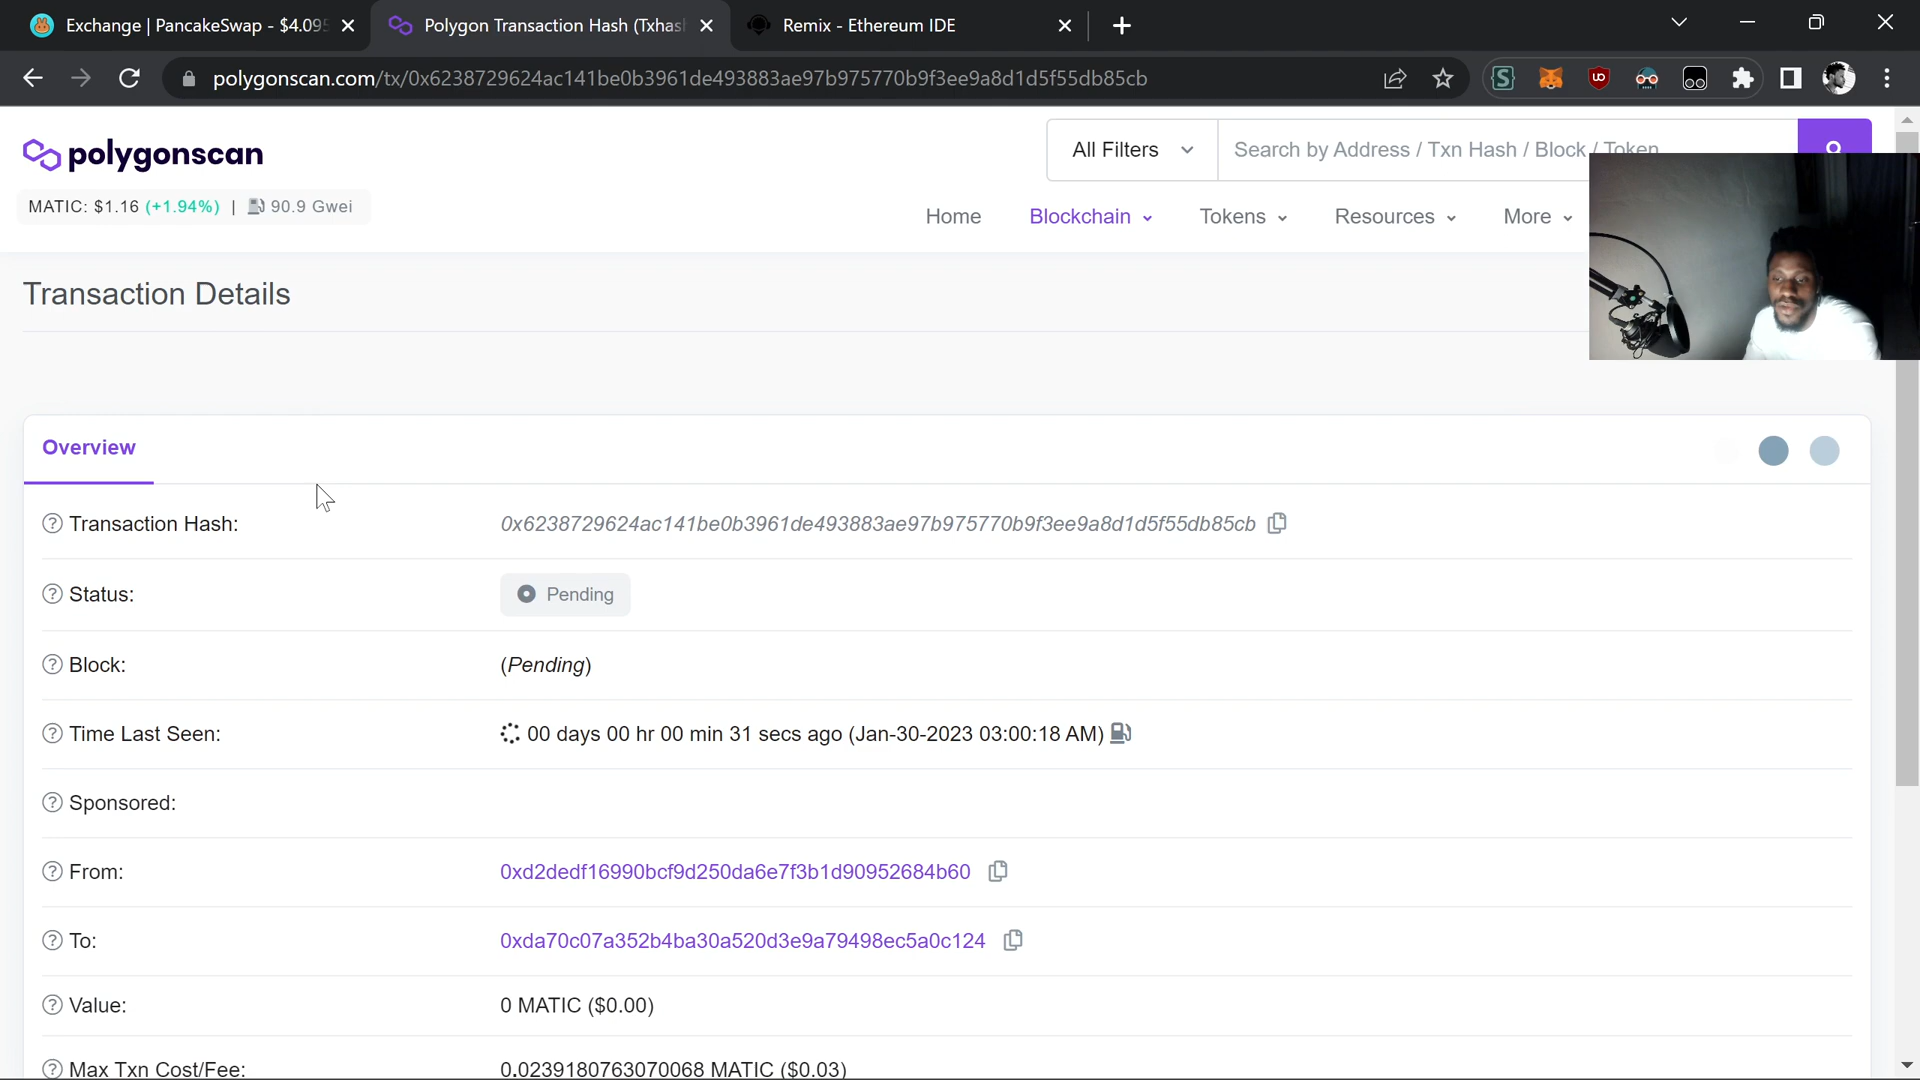 Exchange | PancakeSwap - $4.095
Polygon Transaction Hash (Txhas
Remix - Ethereum IDE
polygonscan.com/tx/0x6238729624ac141be0b3961de493883ae97b975770b9f3ee9a8d1d5f55db85cb
polygonscan
All Filters
Search by Address / Txn Hash / Block / Token
MATIC: $1.16 (+1.94%) | 90.9 Gwei
Home
Blockchain
Tokens
Resources
More
Transaction Details
Overview
Transaction Hash: 0x6238729624ac141be0b3961de493883ae97b975770b9f3ee9a8d1d5f55db85cb
Status: Pending
Block: (Pending)
Time Last Seen: 00 days 00 hr 00 min 31 secs ago (Jan-30-2023 03:00:18 AM)
Sponsored:
From: 0xd2dedf16990bcf9d250da6e7f3b1d90952684b60
To: 0xda70c07a352b4ba30a520d3e9a79498ec5a0c124
Value: 0 MATIC ($0.00)
Max Txn Cost/Fee: 0.0239180763070068 MATIC ($0.03)